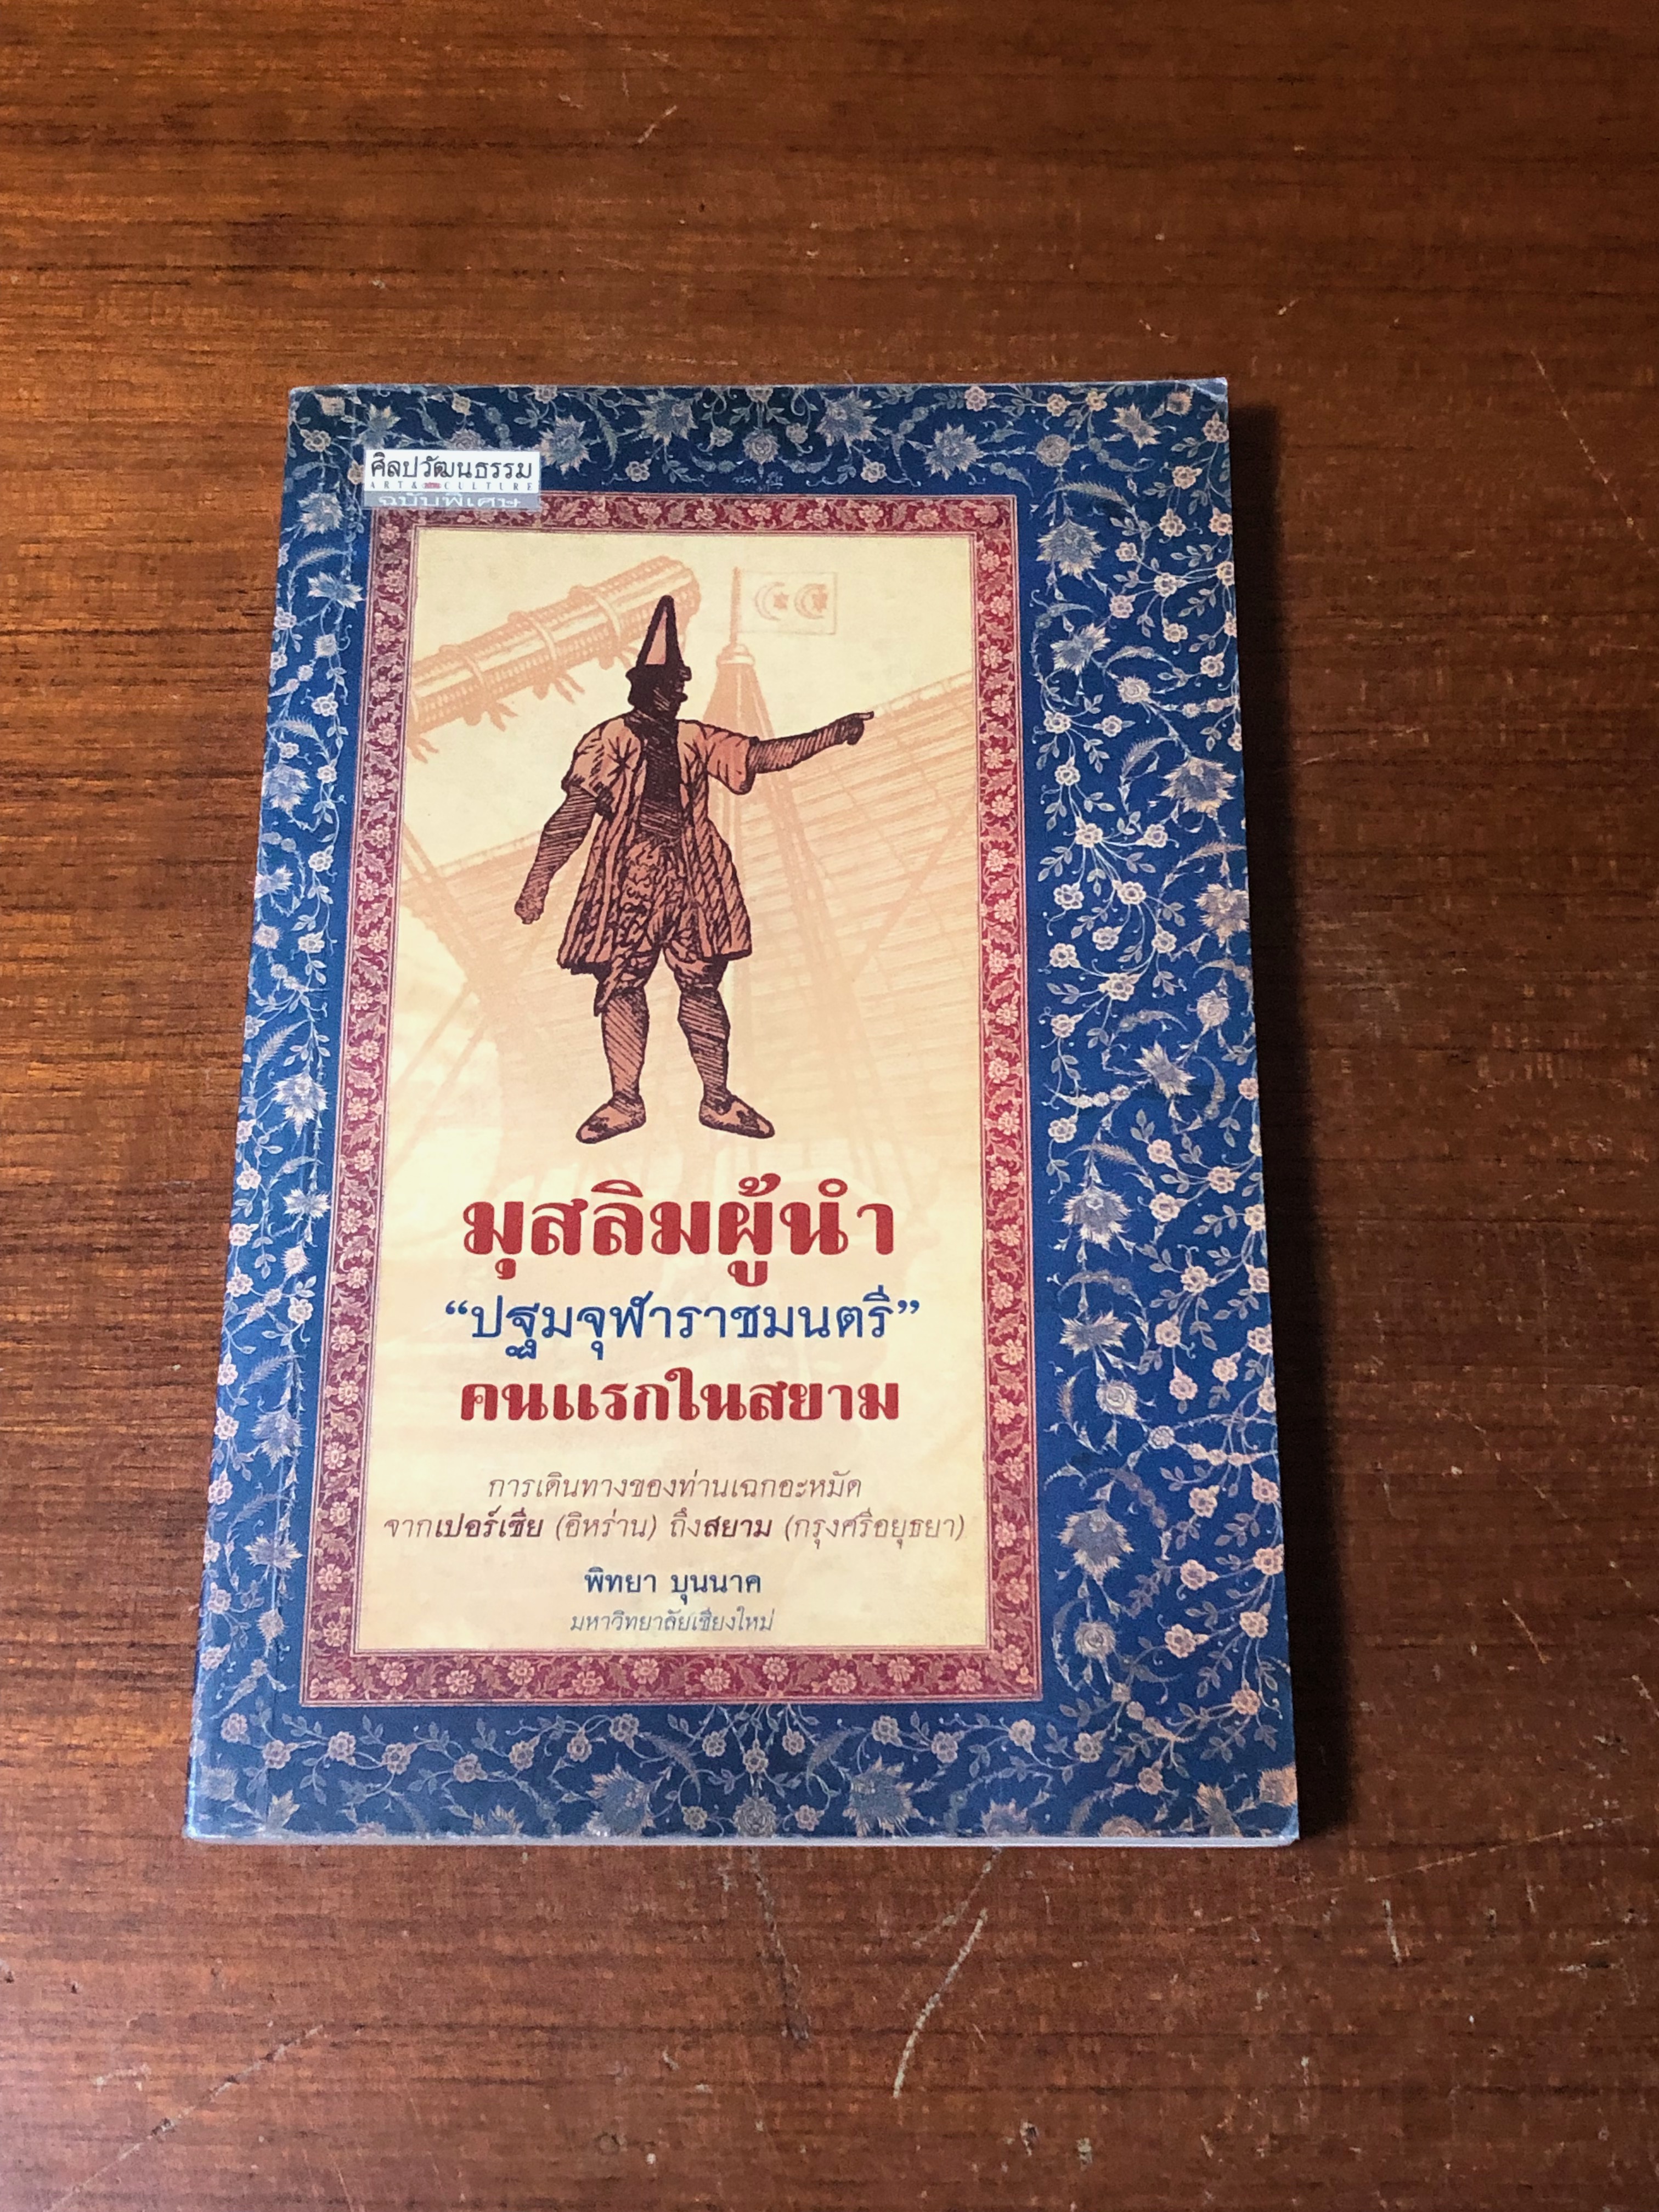 ศิลปวัฒนธรรม
ART & CULTURE
ฉบับพิเศษ
มุสลิมผู้นำ
“ปฐมจุฬาราชมนตรี”
คนแรกในสยาม
การเดินทางของท่านเฉกอะหมัด
จากเปอร์เซีย (อิหร่าน) ถึงสยาม (กรุงศรีอยุธยา)
พิทยา บุนนาค
มหาวิทยาลัยเชียงใหม่